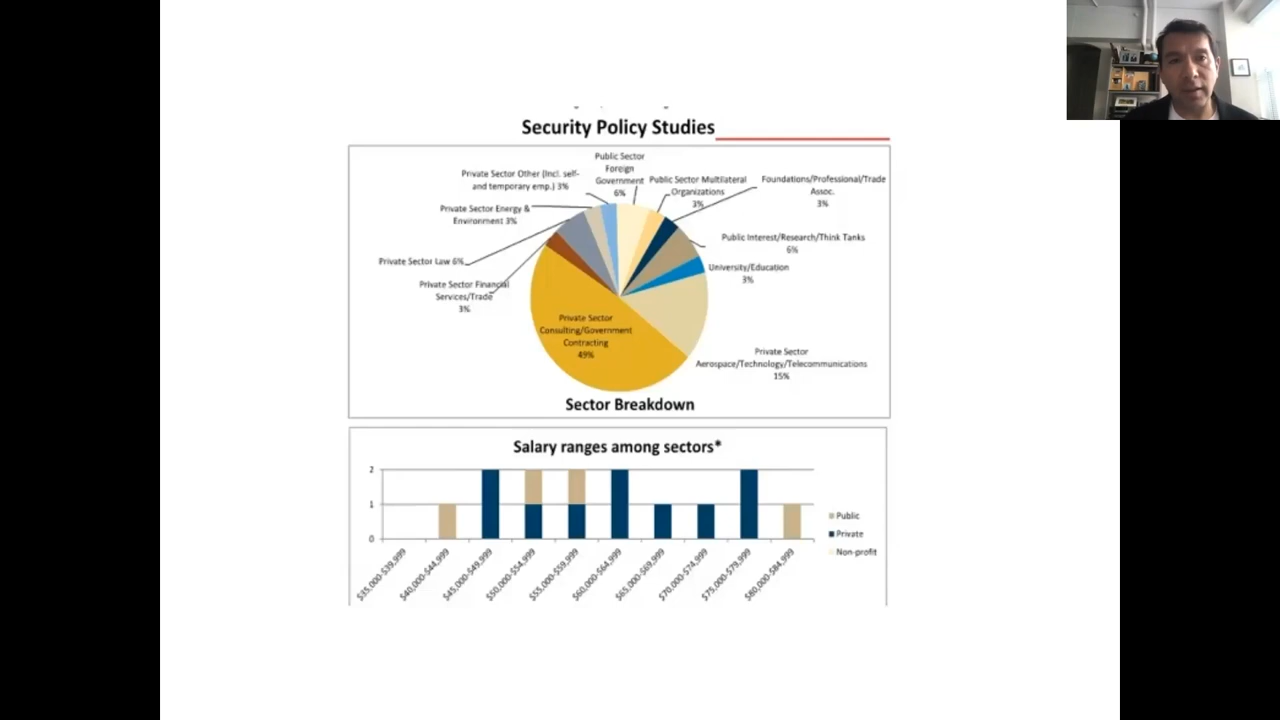 Security Policy Studies
Public Sector
Foreign
Government
6%
Private Sector Other (Incl. self-
and temporary emp.) 3%
Public Sector Multilateral
Organizations
3%
Foundations/Professional/Trade
Assoc.
3%
Private Sector Energy &
Environment 3%
Public Interest/Research/Think Tanks
6%
Private Sector Law 6%
University/Education
3%
Private Sector Financial
Services/Trade
3%
Private Sector
Consulting/Government
Contracting
49%
Private Sector
Aerospace/Technology/Telecommunications
15%
Sector Breakdown
Salary ranges among sectors*
2
1
0
Public
Private
Non-profit
$35,000-$39,999
$40,000-$44,999
$45,000-$49,999
$50,000-$54,999
$55,000-$59,999
$60,000-$64,999
$65,000-$69,999
$70,000-$74,999
$75,000-$79,999
$80,000-$84,999